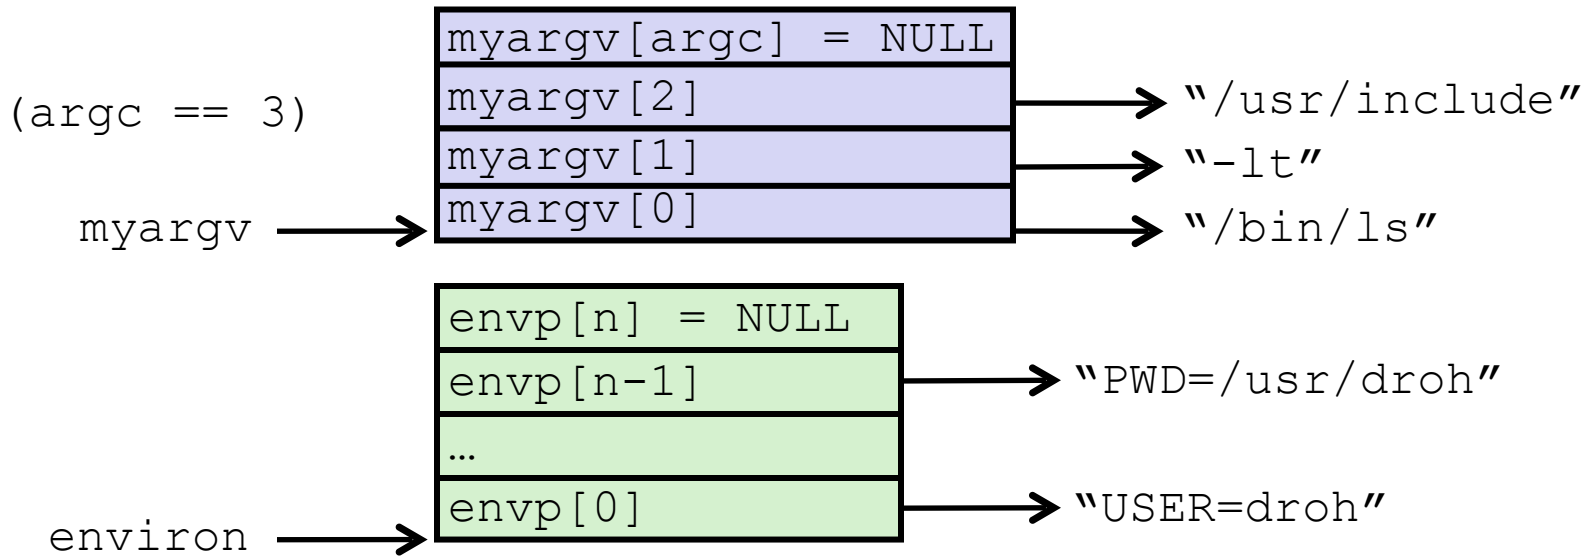 myargv[argc] = NULL
(argc == 3)
myargv[2]
“/usr/include”
myargv[1]
“-lt”
myargv
myargv[0]
“/bin/ls”
envp[n] = NULL
envp[n-1]
“PWD=/usr/droh”
…
environ
envp[0]
“USER=droh”